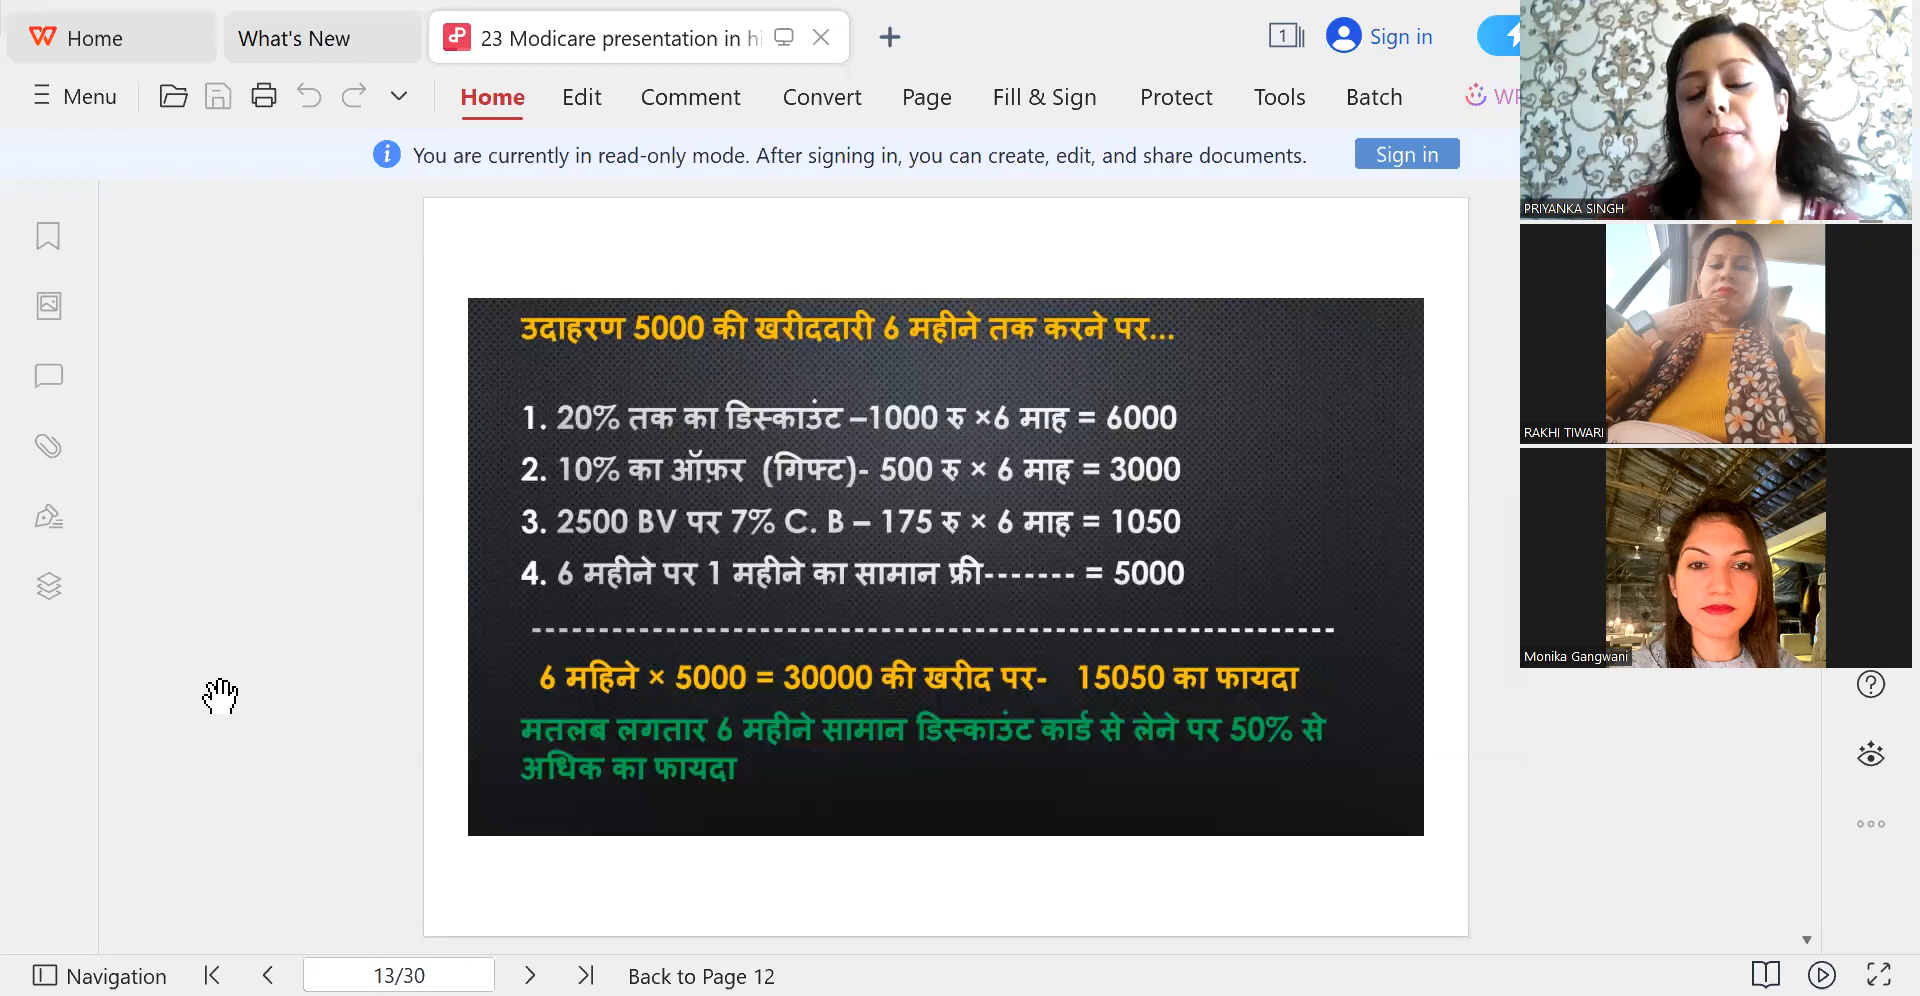 Home
What's New
23 Modicare presentation in hi
1
Sign in
Menu
Home
Edit
Comment
Convert
Page
Fill & Sign
Protect
Tools
Batch
You are currently in read-only mode. After signing in, you can create, edit, and share documents.
Sign in
PRIYANKA SINGH
RAKHI TIWARI
Monika Gangwani
उदाहरण 5000 की खरीददारी 6 महीने तक करने पर...
1. 20% तक का डिस्काउंट –1000 रु ×6 माह = 6000
2. 10% का ऑफ़र (गिफ्ट)- 500 रु × 6 माह = 3000
3. 2500 BV पर 7% C. B – 175 रु × 6 माह = 1050
4. 6 महीने पर 1 महीने का सामान फ्री------- = 5000
------------------------------------------------------------
6 महिने × 5000 = 30000 की खरीद पर- 15050 का फायदा
मतलब लगतार 6 महीने सामान डिस्काउंट कार्ड से लेने पर 50% से
अधिक का फायदा
Navigation
13/30
Back to Page 12